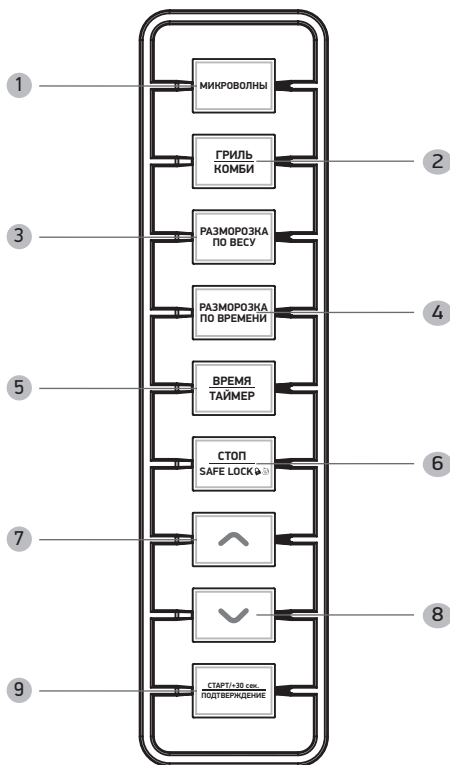 1
МИКРОВОЛНЫ
ГРИЛЬ
КОМБИ
2
3
РАЗМОРОЗКА
ПО ВЕСУ
РАЗМОРОЗКА
ПО ВРЕМЕНИ
4
5
ВРЕМЯ
ТАЙМЕР
СТОП
SAFE LOCK
6
7
8
9
СТАРТ/+30 сек.
ПОДТВЕРЖДЕНИЕ